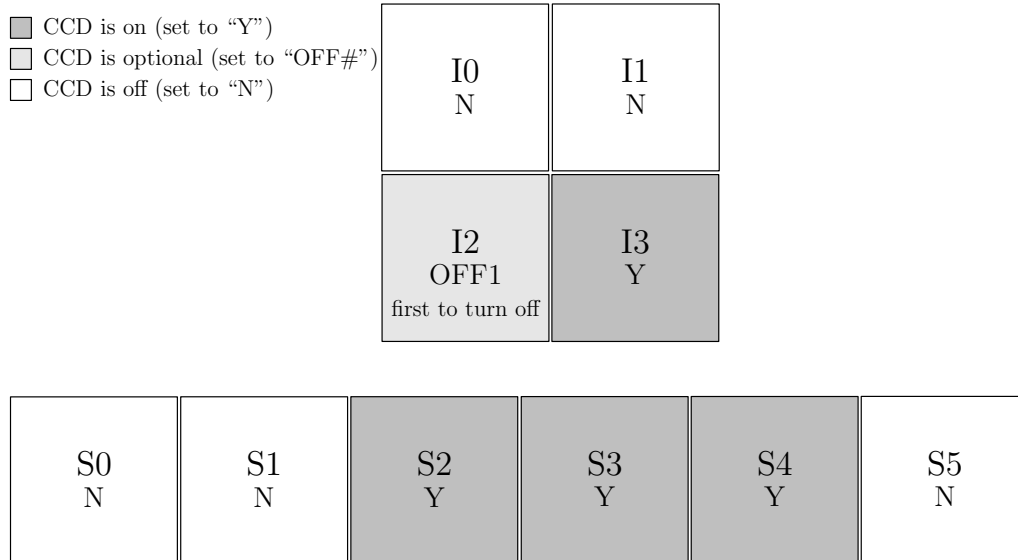 CCD is on (set to “Y”)
CCD is optional (set to “OFF#”)
CCD is off (set to “N”)
I0
N
I1
N
I2
OFF1
first to turn off
I3
Y
S0
N
S1
N
S2
Y
S3
Y
S4
Y
S5
N